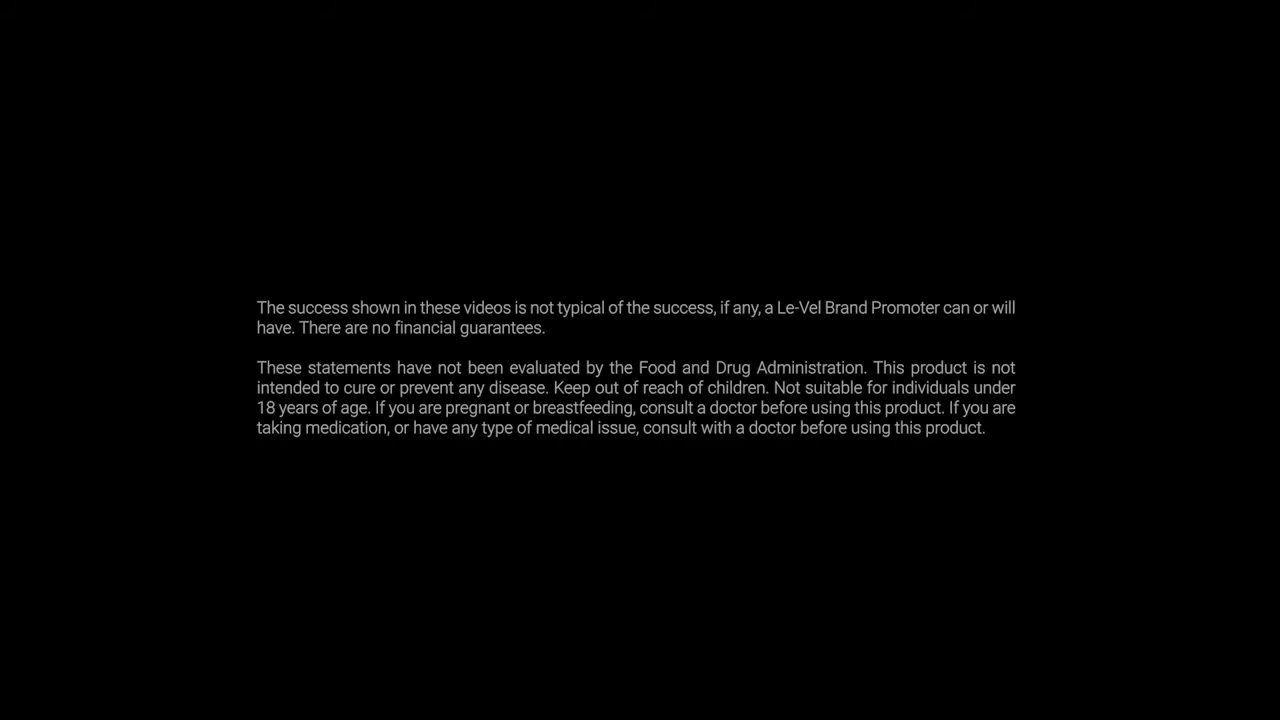 The success shown in these videos is not typical of the success, if any, a Le-Vel Brand Promoter can or will
have. There are no financial guarantees.
These statements have not been evaluated by the Food and Drug Administration. This product is not
intended to cure or prevent any disease. Keep out of reach of children. Not suitable for individuals under
18 years of age. If you are pregnant or breastfeeding, consult a doctor before using this product. If you are
taking medication, or have any type of medical issue, consult with a doctor before using this product.